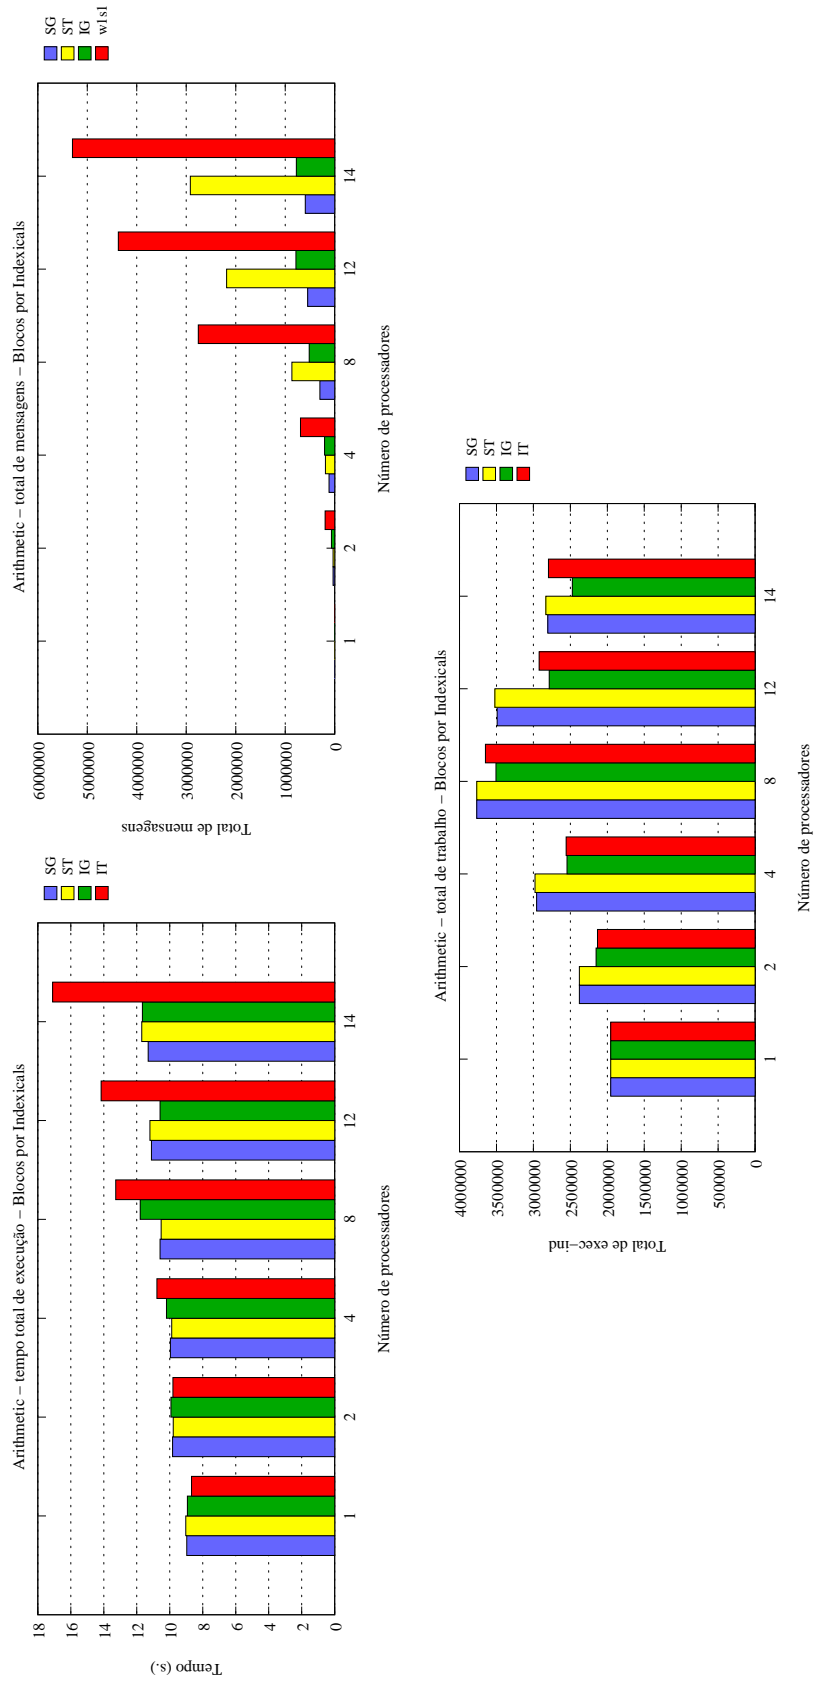 Arithmetic – tempo total de execução – Blocos por Indexicals
Tempo (s.)
18
16
14
12
10
8
6
4
2
0
1
2
4
8
12
14
Número de processadores
SG
ST
IG
IT
Arithmetic – total de mensagens – Blocos por Indexicals
Total de mensagens
6000000
5000000
4000000
3000000
2000000
1000000
0
1
2
4
8
12
14
Número de processadores
SG
ST
IG
w1s1
Arithmetic – total de trabalho – Blocos por Indexicals
Total de exec–ind
4000000
3500000
3000000
2500000
2000000
1500000
1000000
500000
0
1
2
4
8
12
14
Número de processadores
SG
ST
IG
IT